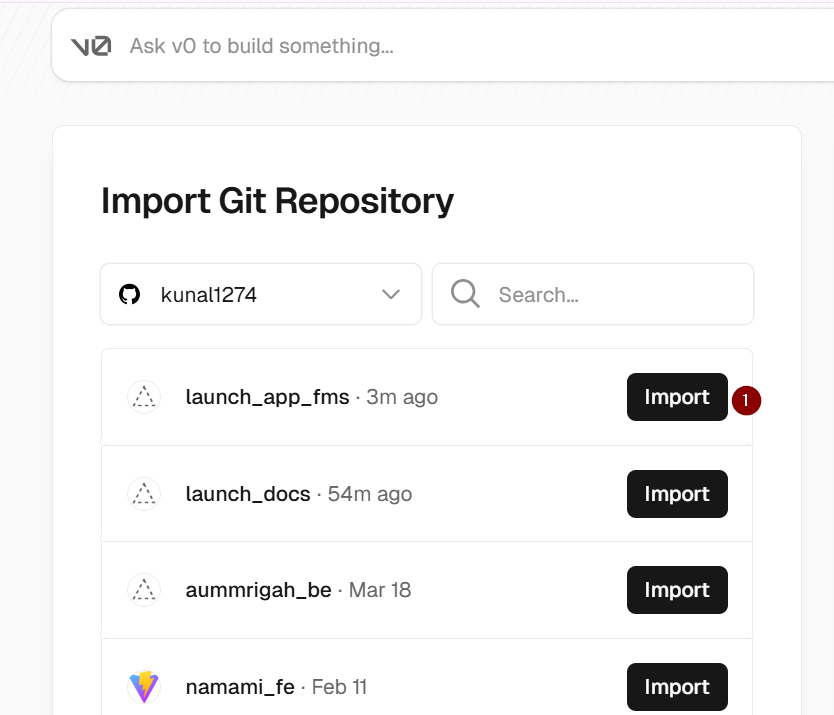 v0 Ask v0 to build something...
Import Git Repository
kunal1274 Search...
launch_app_fms · 3m ago Import 1
launch_docs · 54m ago Import
aummrigah_be · Mar 18 Import
namami_fe · Feb 11 Import